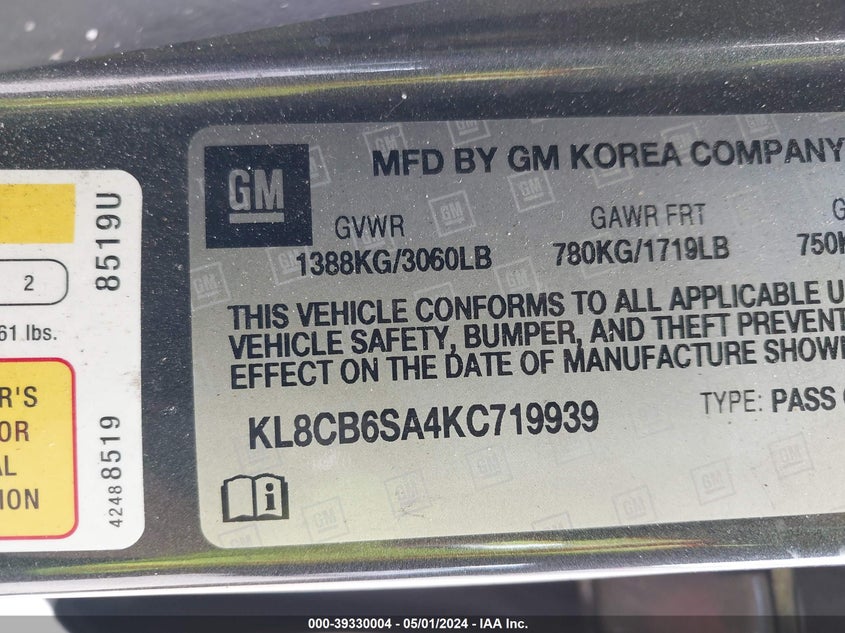 GM
MFD BY GM KOREA COMPANY
GVWR
GAWR FRT
G
1388KG/3060LB
780KG/1719LB
750K
THIS VEHICLE CONFORMS TO ALL APPLICABLE U
VEHICLE SAFETY, BUMPER, AND THEFT PREVENT
EFFECT ON THE DATE OF MANUFACTURE SHOW
KL8CB6SA4KC719939
TYPE: PASS
i
2
61 lbs.
R'S
OR
AL
ION
8519U
42488519
000-39330004 - 05/01/2024 - IAA Inc.